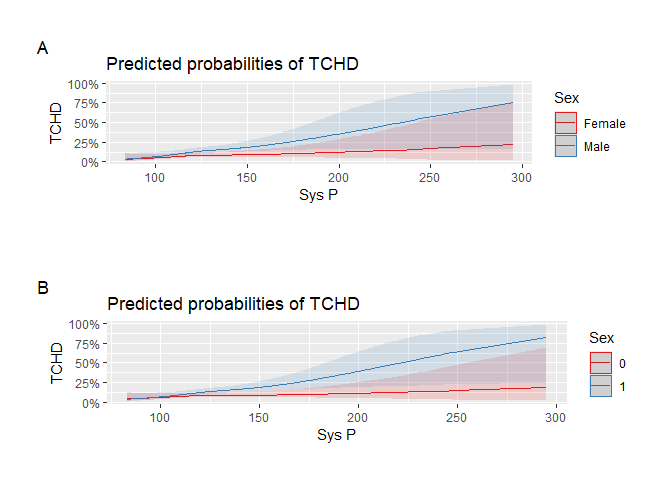 A
Predicted probabilities of TCHD
100%
75%
50%
25%
0%
TCHD
100
150
200
250
300
Sys P
Sex
Female
Male
B
Predicted probabilities of TCHD
100%
75%
50%
25%
0%
TCHD
100
150
200
250
300
Sys P
Sex
0
1